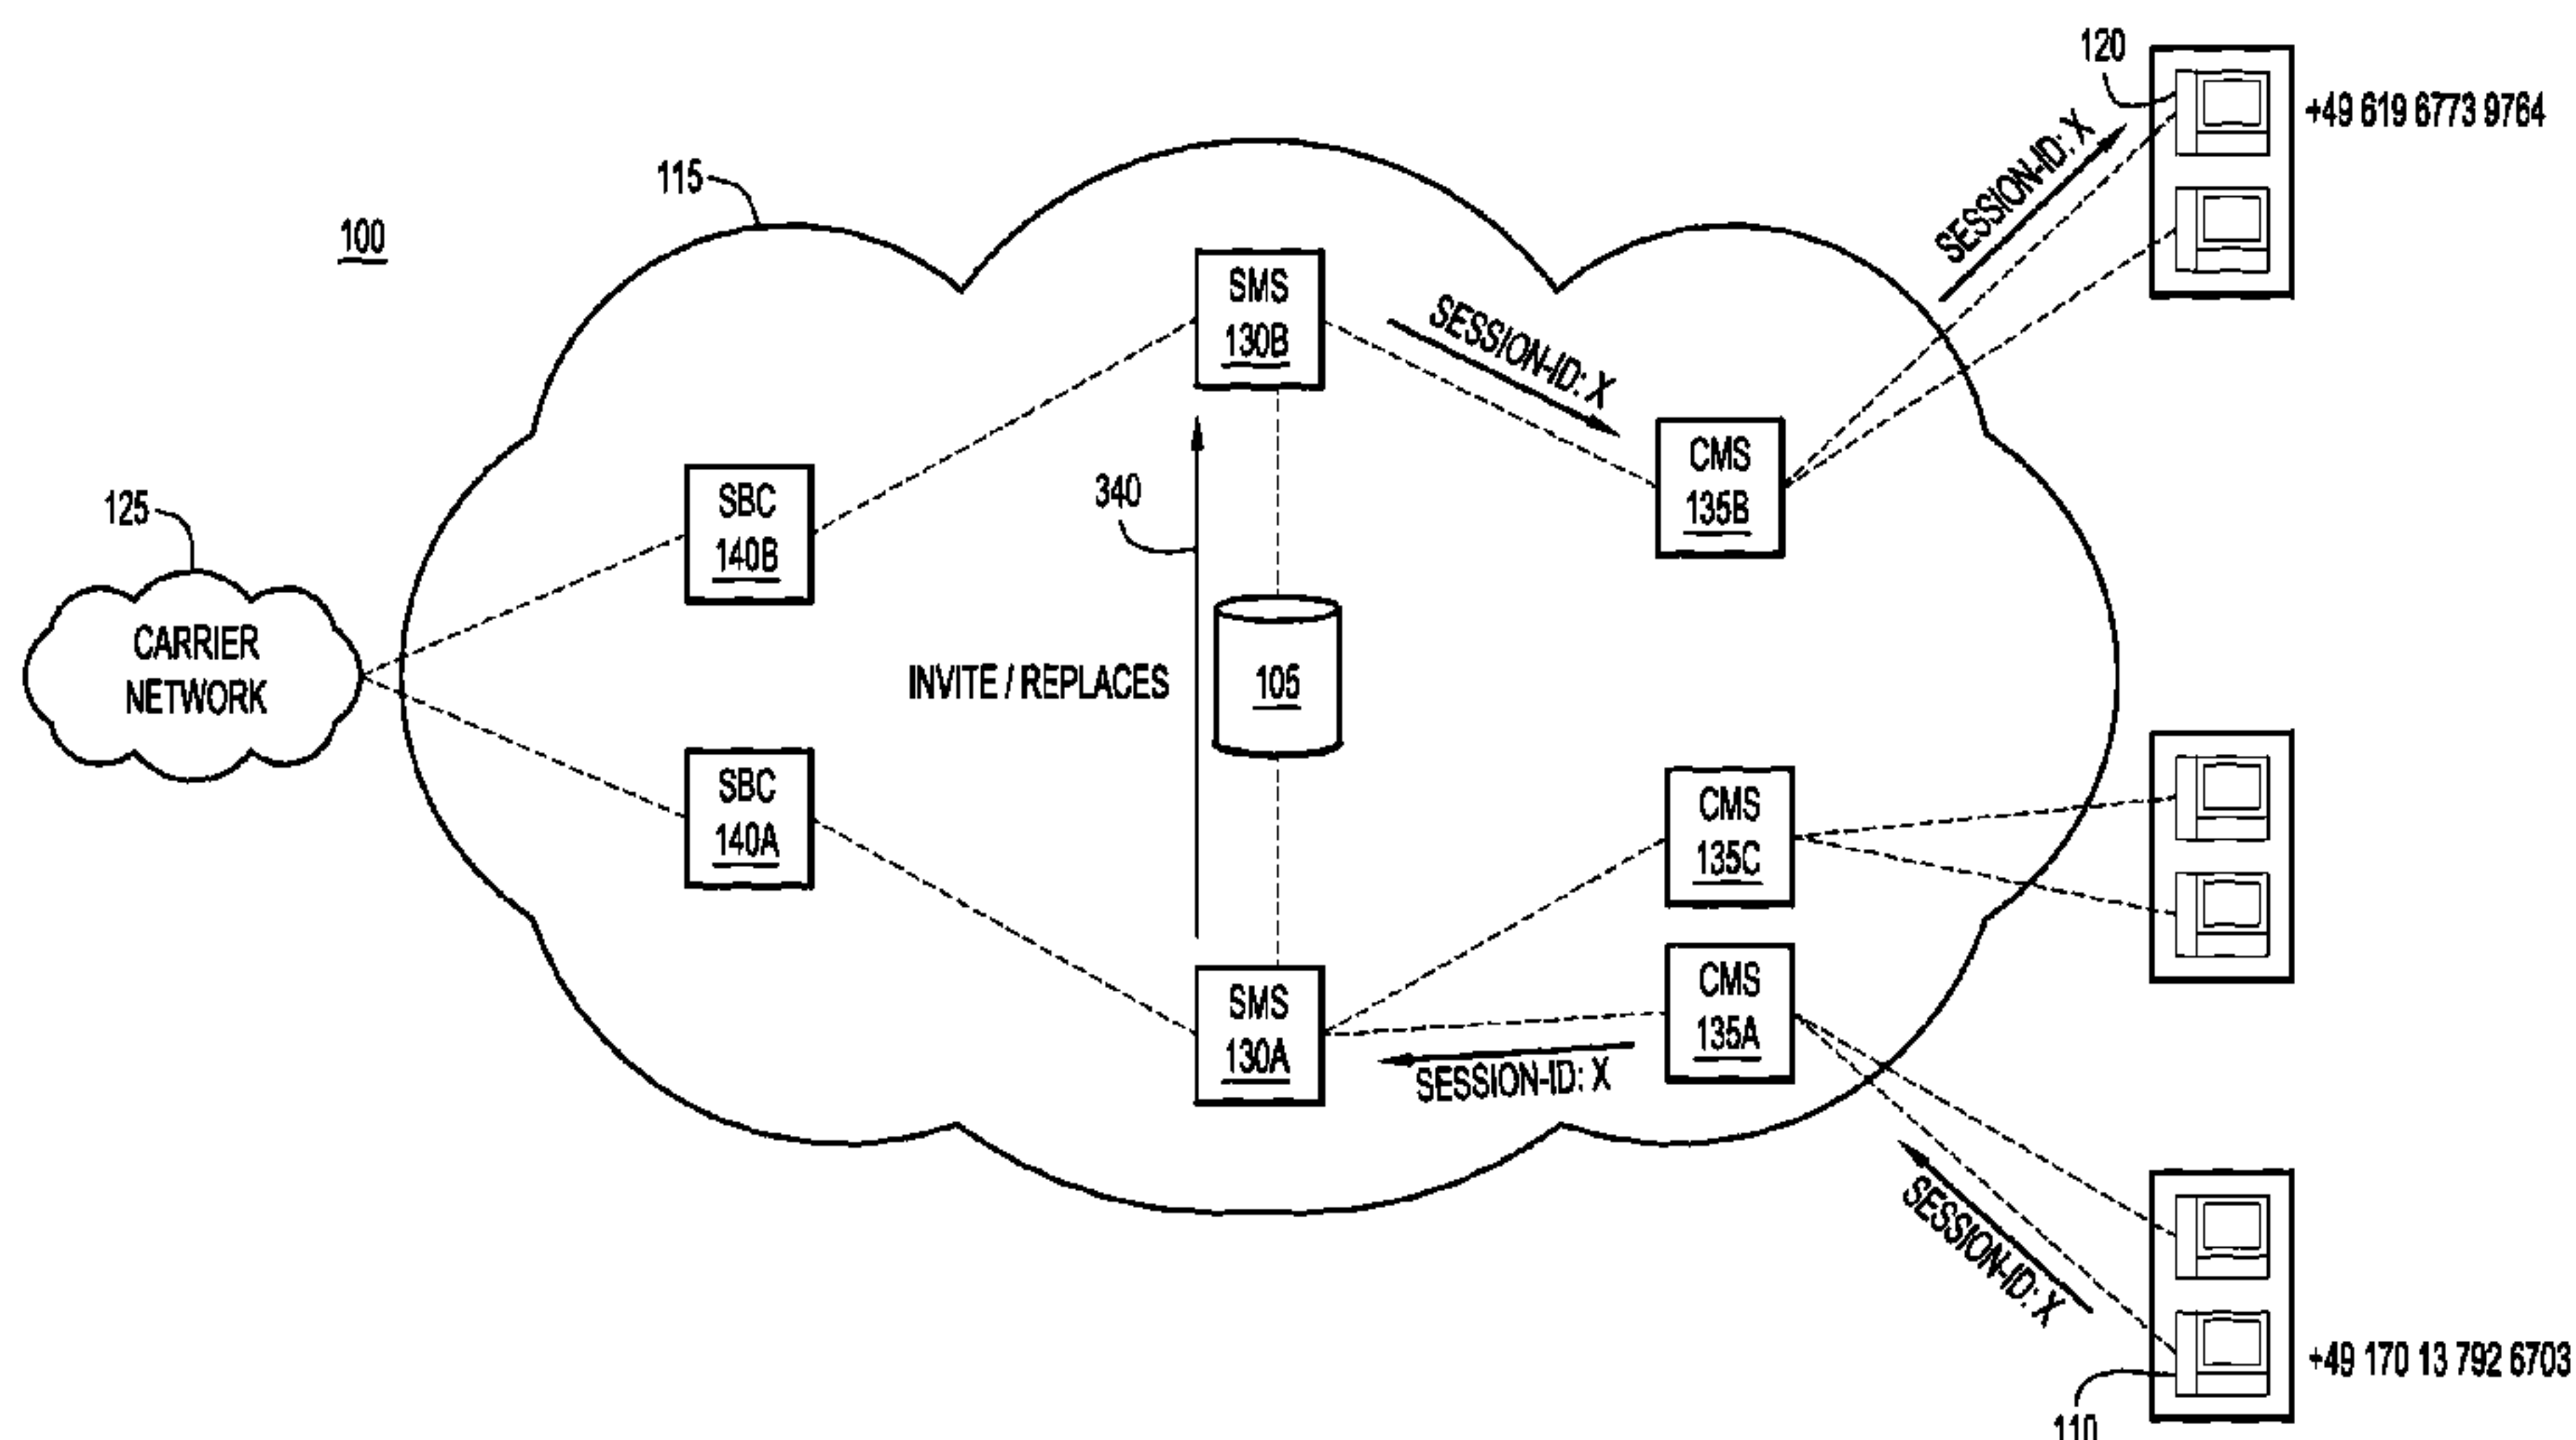 120
+49 619 6773 9764
115
SESSION-ID: X
100
SMS
130B
SESSION-ID: X
CMS
135B
SBC
140B
340
125
CARRIER
NETWORK
INVITE / REPLACES
105
SBC
140A
CMS
135C
SMS
130A
CMS
135A
SESSION-ID: X
SESSION-ID: X
+49 170 13 792 6703
110